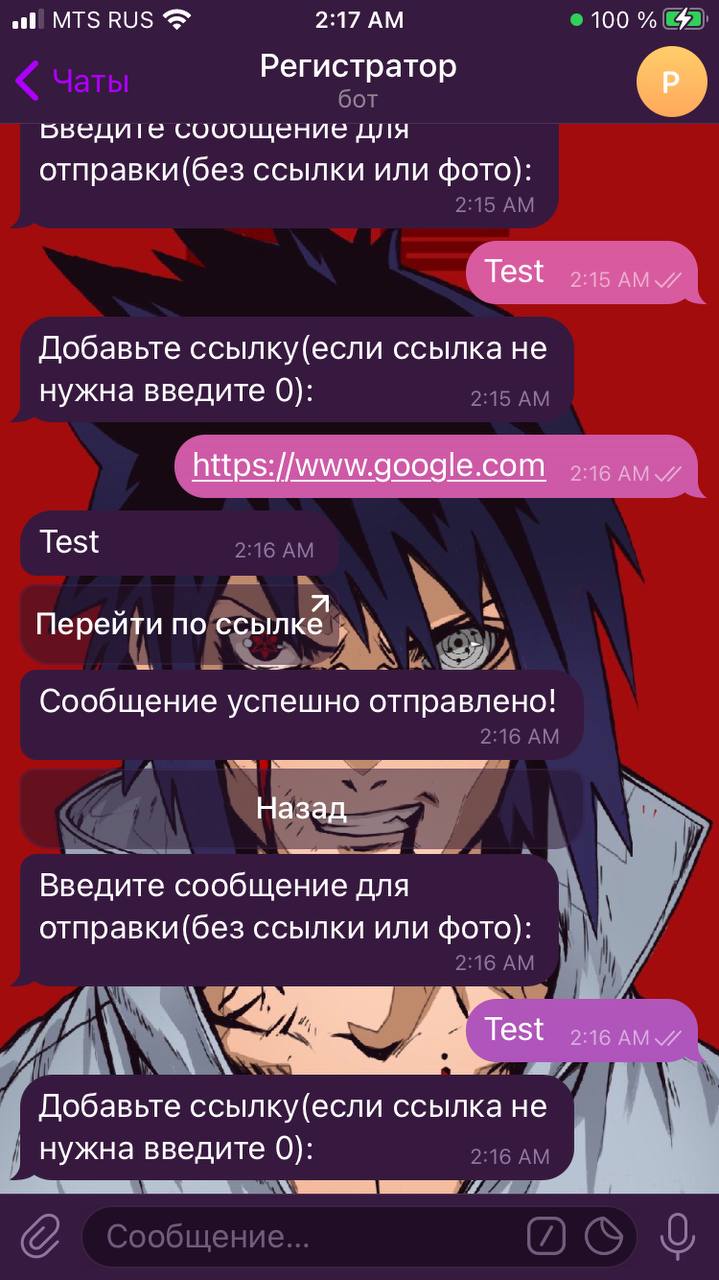 MTS RUS
2:17 AM
100 %
Чаты
Регистратор
бот
Р
Введите сообщение для
отправки(без ссылки или фото):
2:15 AM
Test 2:15 AM
Добавьте ссылку(если ссылка не
нужна введите 0): 2:15 AM
https://www.google.com 2:16 AM
Test 2:16 AM
Перейти по ссылке
Сообщение успешно отправлено!
2:16 AM
Назад
Введите сообщение для
отправки(без ссылки или фото):
2:16 AM
Test 2:16 AM
Добавьте ссылку(если ссылка не
нужна введите 0): 2:16 AM
Сообщение...